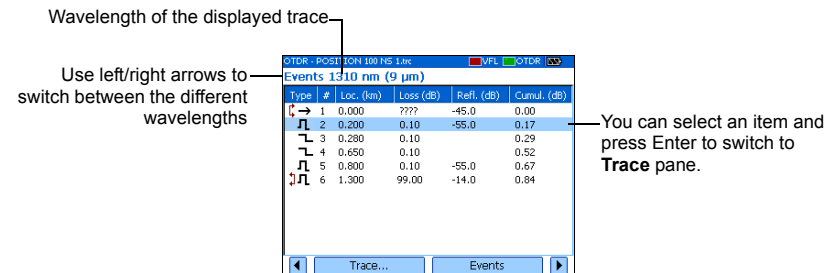 Wavelength of the displayed trace
Use left/right arrows to
switch between the different
wavelengths
OTDR - POSITION 100 NS 1.trc VFL OTDR
Events 1310 nm (9 µm)
Type # Loc. (km) Loss (dB) Refl. (dB) Cumul. (dB)
1 0.000 ???? -45.0 0.00
2 0.200 0.10 -55.0 0.17
3 0.280 0.10 0.29
4 0.650 0.10 0.52
5 0.800 0.10 -55.0 0.67
6 1.300 99.00 -14.0 0.84
You can select an item and
press Enter to switch to
Trace pane.
Trace... Events